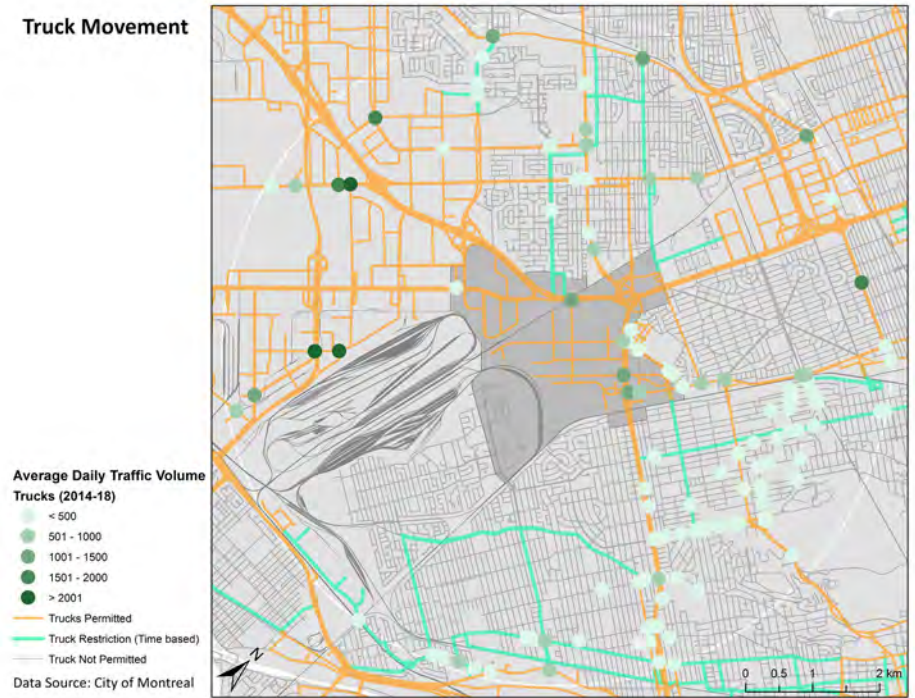 Truck Movement
Average Daily Traffic Volume
Trucks (2014-18)
< 500
501 - 1000
1001 - 1500
1501 - 2000
> 2001
Trucks Permitted
Truck Restriction (Time based)
Truck Not Permitted
Data Source: City of Montreal
N
0 0.5 1 2 km